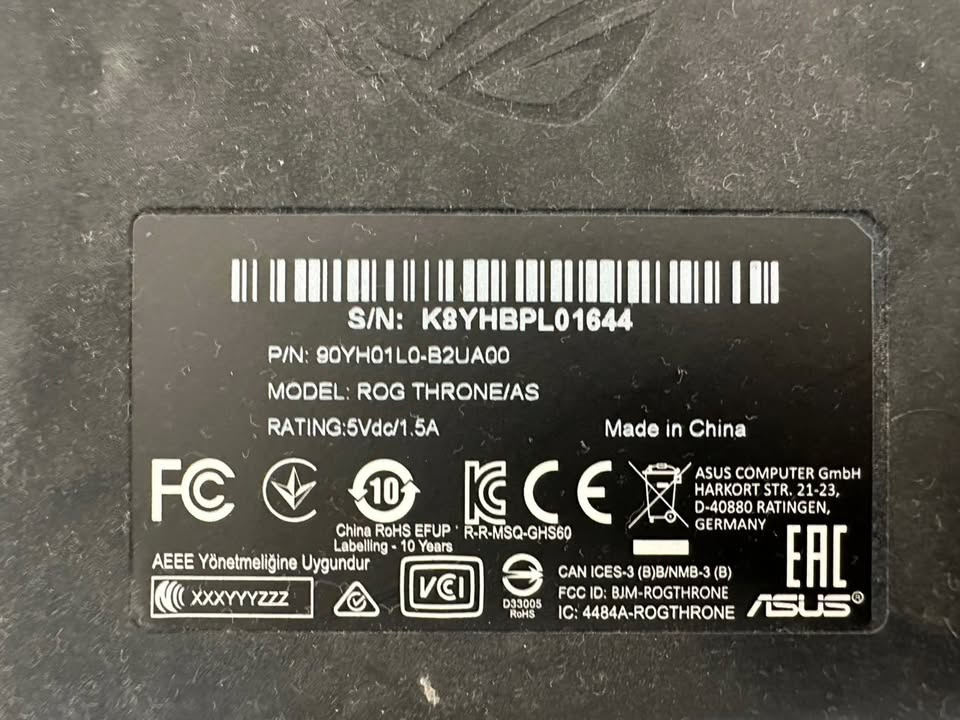 S/N: K8YHBPL01644
P/N: 90YH01L0-B2UA00
MODEL: ROG THRONE/AS
RATING:5Vdc/1.5A
Made in China
FC
10
CE
ASUS COMPUTER GmbH
HARKORT STR. 21-23,
D-40880 RATINGEN,
GERMANY
China RoHS EFUP
Labelling - 10 Years
R-R-MSQ-GHS60
EAC
AEEE Yönetmeliğine Uygundur
XXXYYYZZZ
VCI
D33005
RoHS
CAN ICES-3 (B)B/NMB-3 (B)
FCC ID: BJM-ROGTHRONE
IC: 4484A-ROGTHRONE
ASUS®